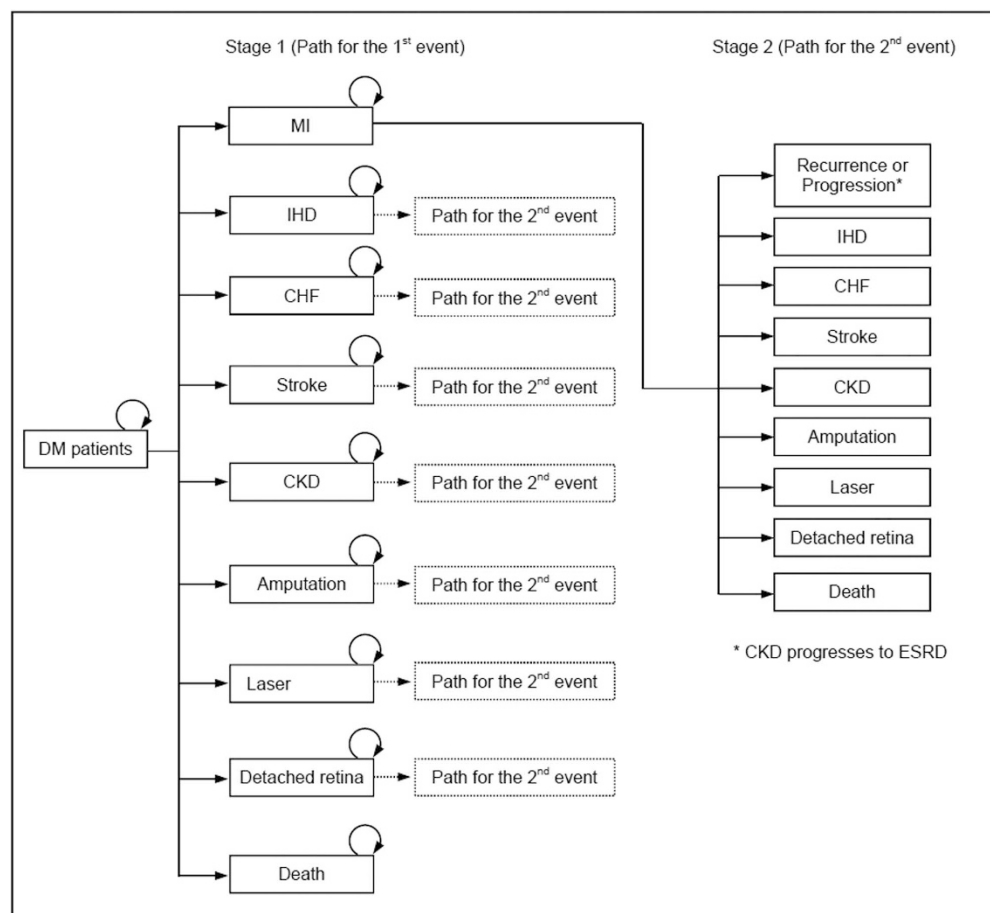 Stage 1 (Path for the 1st event)
Stage 2 (Path for the 2nd event)
MI
Recurrence or
Progression*
IHD
Path for the 2nd event
IHD
CHF
Path for the 2nd event
CHF
Stroke
Stroke
Path for the 2nd event
CKD
DM patients
Amputation
CKD
Path for the 2nd event
Laser
Detached retina
Amputation
Path for the 2nd event
Death
* CKD progresses to ESRD
Laser
Path for the 2nd event
Detached retina
Path for the 2nd event
Death